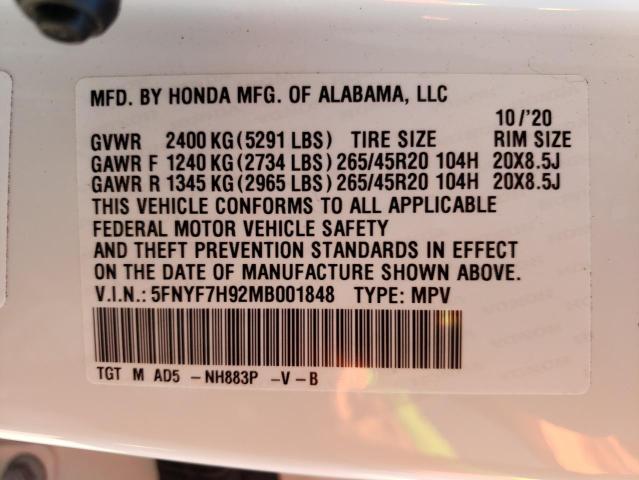 MFD. BY HONDA MFG. OF ALABAMA, LLC
10/'20
GVWR 2400 KG (5291 LBS) TIRE SIZE RIM SIZE
GAWR F 1240 KG (2734 LBS) 265/45R20 104H 20X8.5J
GAWR R 1345 KG (2965 LBS) 265/45R20 104H 20X8.5J
THIS VEHICLE CONFORMS TO ALL APPLICABLE
FEDERAL MOTOR VEHICLE SAFETY
AND THEFT PREVENTION STANDARDS IN EFFECT
ON THE DATE OF MANUFACTURE SHOWN ABOVE.
V.I.N.: 5FNYF7H92MB001848 TYPE: MPV
TGT M AD5 - NH883P -V-B